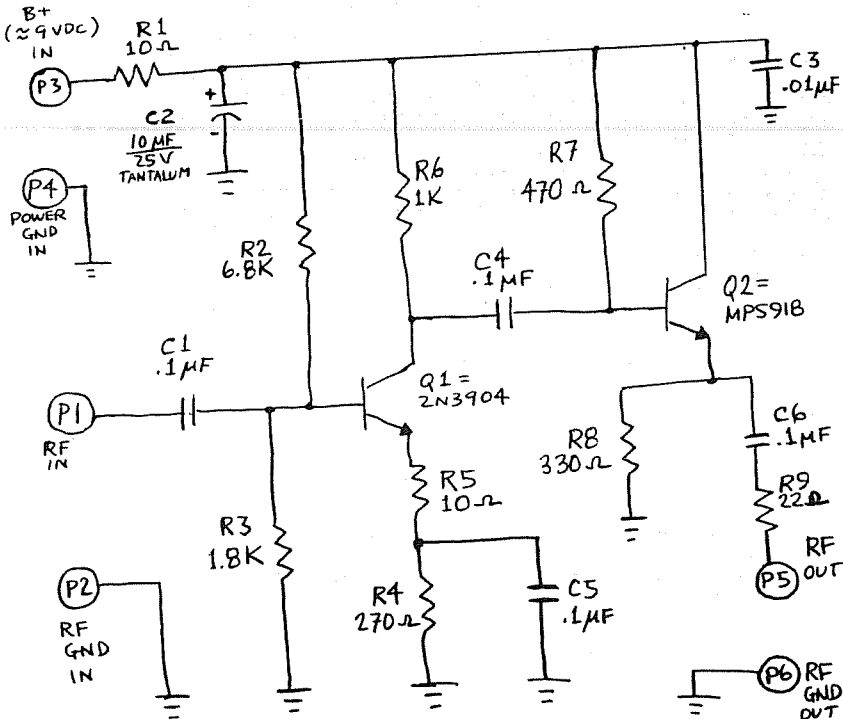 B+
(≈9VDC)
IN
P3
R1
10Ω
C2
10MF
25V
TANTALUM
C3
.01µF
P4
POWER
GND
IN
R2
6.8K
R6
1K
R7
470Ω
C4
.1µF
Q2=
MPS918
C1
.1µF
P1
RF
IN
Q1=
2N3904
R5
10Ω
R8
330Ω
C6
.1µF
R9
22Ω
P5
RF
OUT
R3
1.8K
R4
270Ω
C5
.1µF
P2
RF
GND
IN
P6
RF
GND
OUT